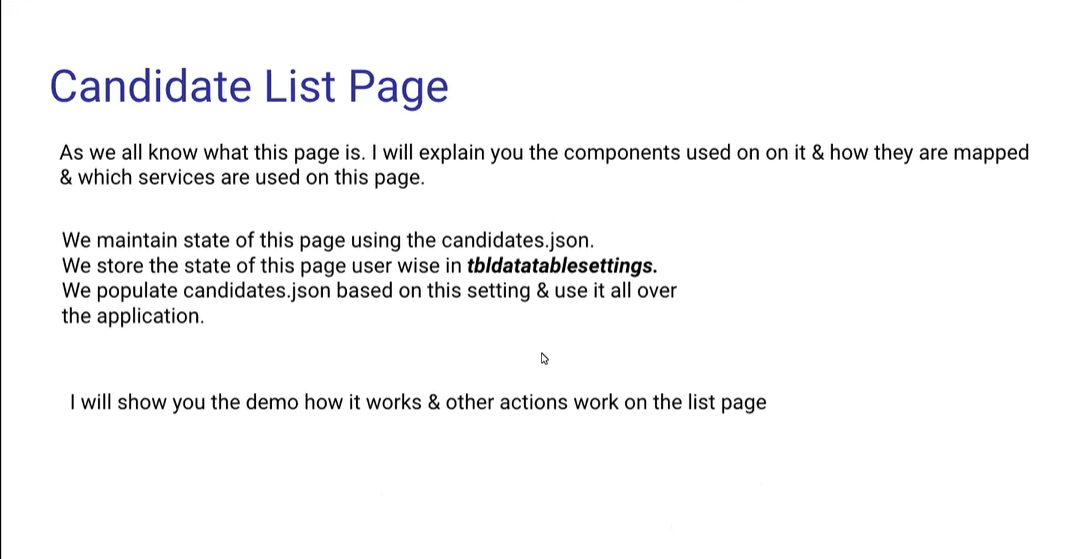 Candidate List Page
As we all know what this page is. I will explain you the components used on on it & how they are mapped
& which services are used on this page.
We maintain state of this page using the candidates.json.
We store the state of this page user wise in tbldatatablesettings.
We populate candidates.json based on this setting & use it all over
the application.
I will show you the demo how it works & other actions work on the list page